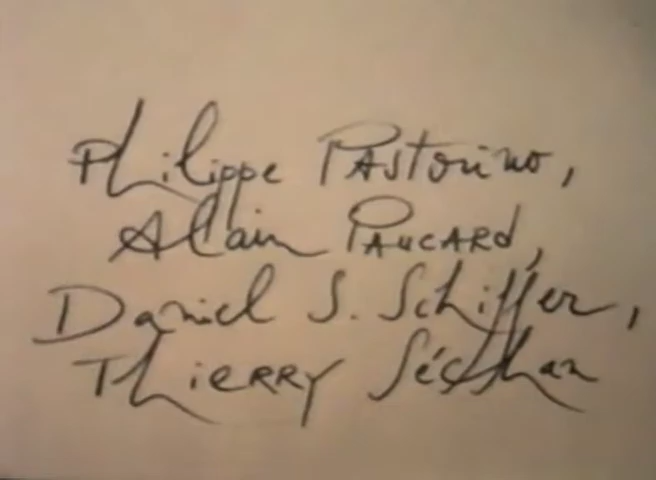 Philippe PASTORINO,
Alain PAUCARD,
Daniel S. Schiffer,
Thierry Séchan